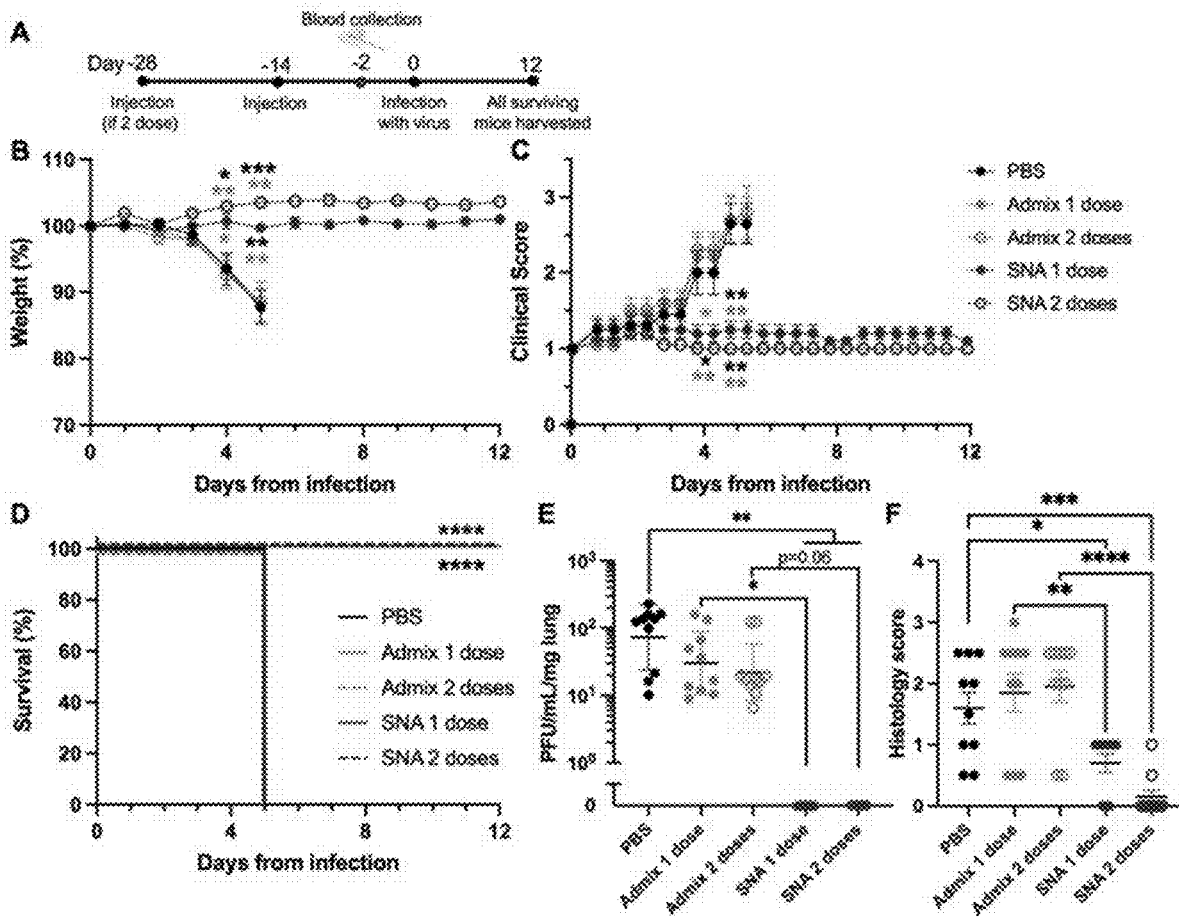 A
Blood collection
Day -28 -14 -2 0 12
Injection (if 2 dose)
Injection
Infection with virus
All surviving mice harvested
B
Weight (%)
110
100
90
80
70
* ***
** **
**
**
0 4 8 12
Days from infection
C
Clinical Score
3
2
1
0
**
**
* **
** **
0 4 8 12
Days from infection
PBS
Admix 1 dose
Admix 2 doses
SNA 1 dose
SNA 2 doses
D
Survival (%)
100
80
60
40
20
0
****
****
PBS
Admix 1 dose
Admix 2 doses
SNA 1 dose
SNA 2 doses
0 4 8 12
Days from infection
E
PFU/mL/mg lung
10³
10²
10¹
10⁰
0
**
p=0.06
*
PBS
Admix 1 dose
Admix 2 doses
SNA 1 dose
SNA 2 doses
F
Histology score
4
3
2
1
0
***
*
****
**
PBS
Admix 1 dose
Admix 2 doses
SNA 1 dose
SNA 2 doses